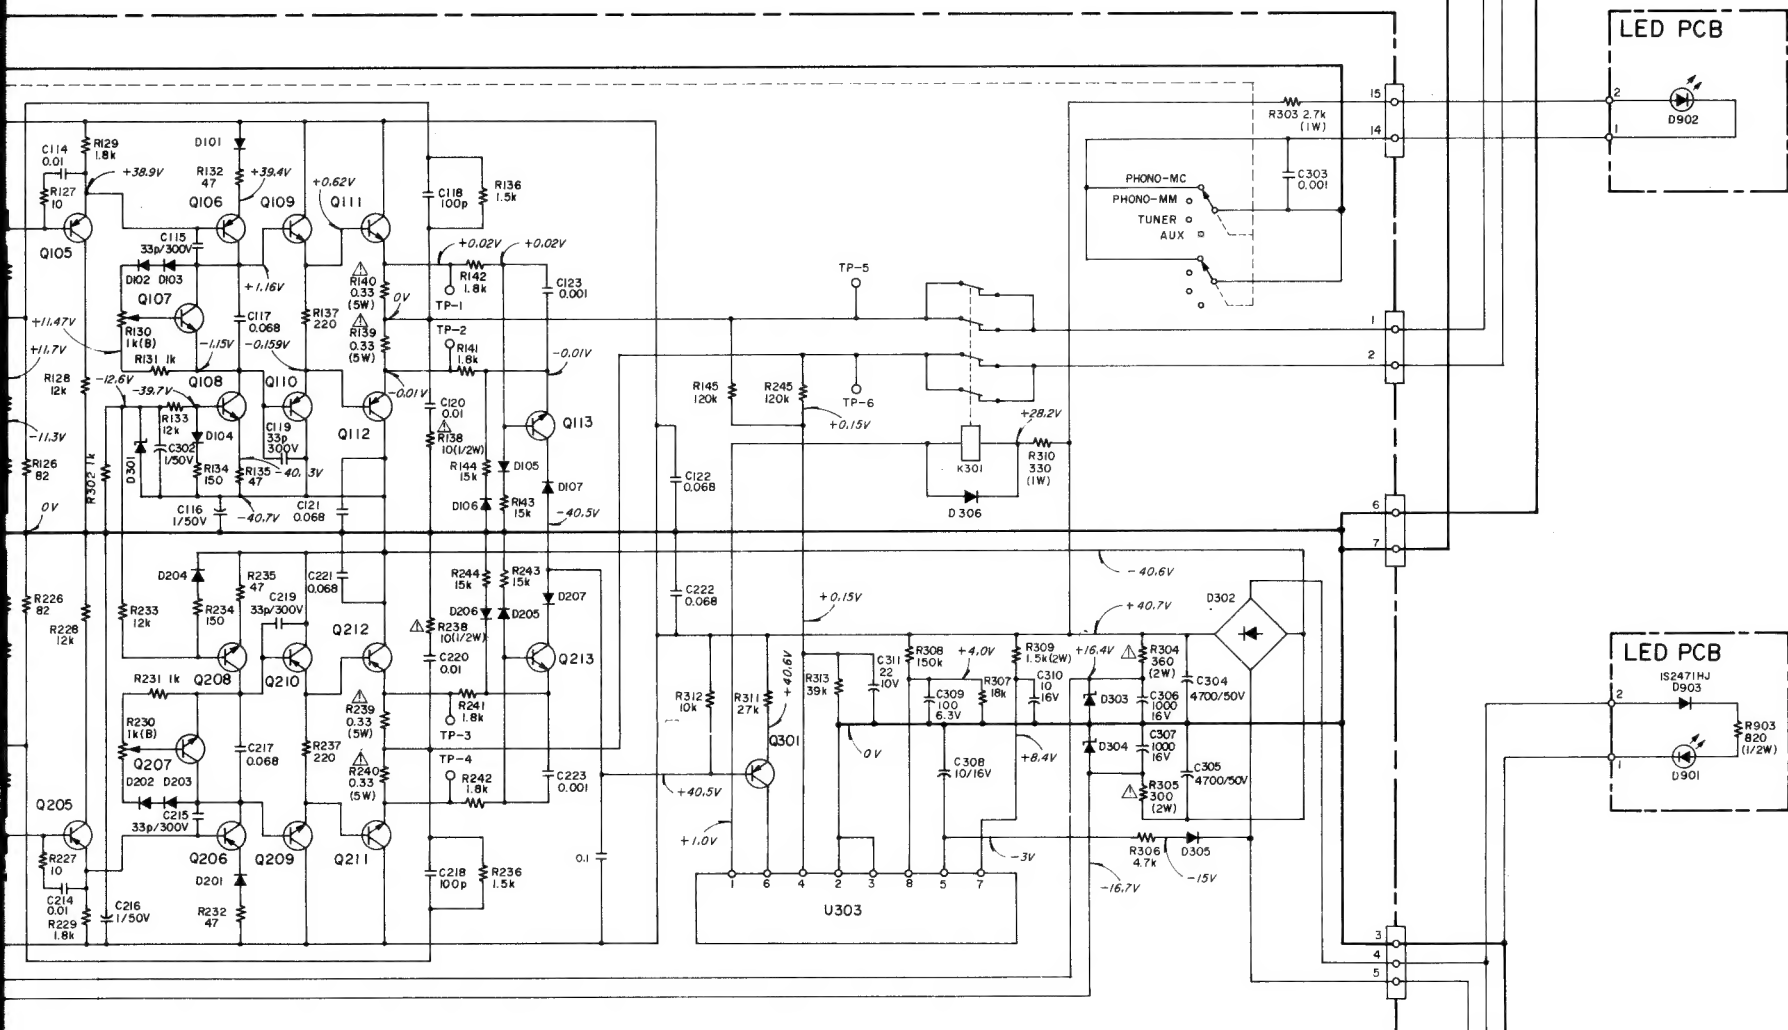 LED PCB
2
1
D902
15
R303 2.7k
(1W)
14
C303
0.001
PHONO-MC
PHONO-MM
TUNER
AUX
C114
0.01
R129
1.8k
+38.9V
R127
10
Q105
D101
R132
47
+39.4V
Q106
Q109
+0.62V
Q111
C118
100p
R136
1.5k
C115
33p/300V
D102 D103
Q107
+1.16V
R140
0.33
(5W)
0V
R139
0.33
(5W)
+0.02V
+0.02V
R142
1.8k
TP-1
TP-2
R141
1.8k
C123
0.001
-0.01V
+11.47V
+11.7V
R130
1k(B)
R131 1k
-12.6V
-39.7V
-1.15V
C117
0.068
-0.159V
R137
220
-0.01V
R128
12k
Q108
Q110
Q112
R133
12k
D104
D301
C302
1/50V
R134
150
R135
47
C119
33p
300V
-40.3V
-40.7V
C116
1/50V
C121
0.068
-11.3V
R126
82
R302 1k
0V
C120
0.01
R138
10(1/2W)
R144
15k
D105
D106
R143
15k
Q113
D107
-40.5V
C122
0.068
R145
120k
R245
120k
TP-5
TP-6
+0.15V
+28.2V
K301
R310
330
(1W)
D306
1
2
6
7
R226
82
R228
12k
D204
R233
12k
R234
150
R235
47
C219
33p/300V
C221
0.068
Q212
R244
15k
R243
15k
D206
D205
D207
R238
10(1/2W)
C220
0.01
Q213
C222
0.068
+0.15V
-40.6V
+40.7V
D302
R231 1k
Q208
Q210
R230
1k(B)
Q207
D202 D203
C215
33p/300V
C217
0.068
R237
220
R239
0.33
(5W)
R240
0.33
(5W)
R241
1.8k
TP-3
TP-4
R242
1.8k
C223
0.001
Q205
R227
10
C214
0.01
R229
1.8k
C216
1/50V
Q206
Q209
Q211
D201
R232
47
C218
100p
R236
1.5k
0.1
R312
10k
R311
27k
+40.6V
Q301
+40.5V
+1.0V
R313
39k
C311
22
10V
R308
150k
+4.0V
C309
100
6.3V
R307
18k
R309
1.5k(2W)
C310
10
16V
+16.4V
R304
360
(2W)
D303
D304
C306
1000
16V
C307
1000
16V
C304
4700/50V
C305
4700/50V
R305
300
(2W)
0V
C308
10/16V
+8.4V
-3V
R306
4.7k
D305
-15V
-16.7V
1
6
4
2
3
8
5
7
U303
3
4
5
LED PCB
2
1S2471HJ
D903
R903
820
(1/2W)
1
D901